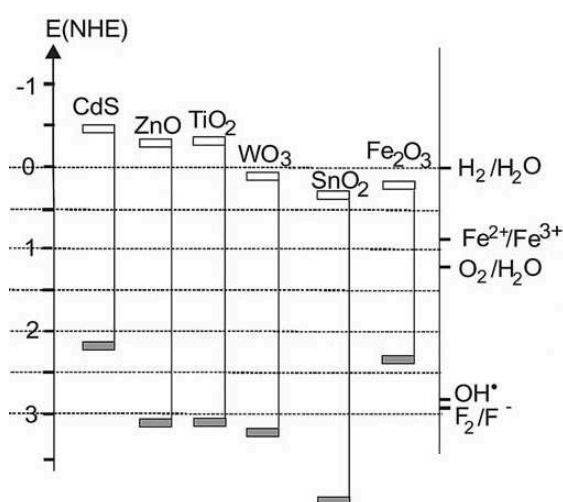 E(NHE)
-1
CdS
ZnO
TiO₂
0
WO₃
SnO₂
Fe₂O₃
H₂/H₂O
1
Fe²⁺/Fe³⁺
O₂/H₂O
2
3
OH•
F₂/F⁻